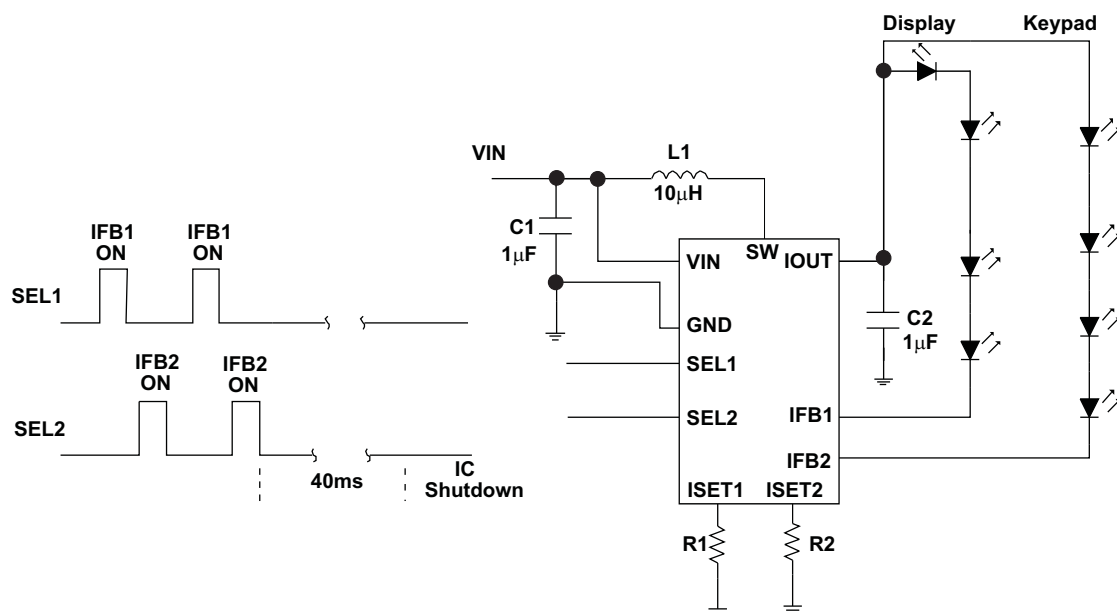 Display
Keypad
VIN
L1
10µH
C1
1µF
SW
VIN
IOUT
GND
C2
1µF
SEL1
SEL2
IFB1
IFB2
ISET1
ISET2
R1
R2
IFB1
ON
IFB1
ON
SEL1
IFB2
ON
IFB2
ON
SEL2
40ms
IC
Shutdown